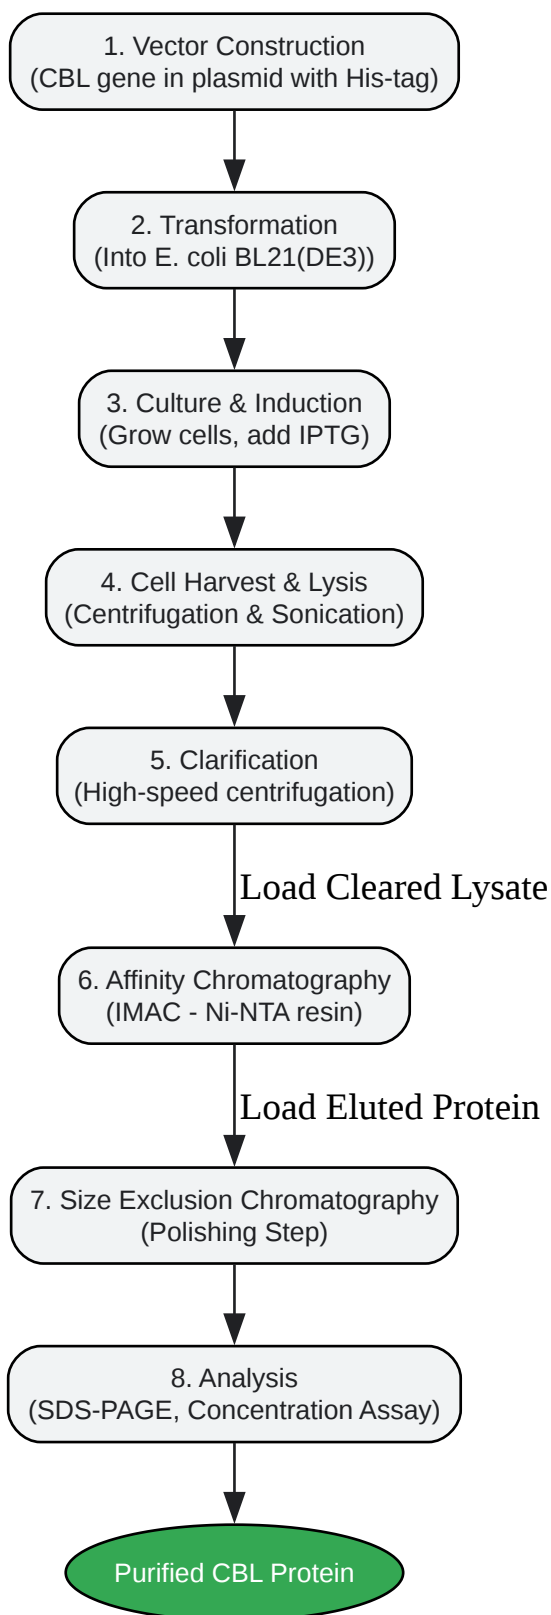 1. Vector Construction
(CBL gene in plasmid with His-tag)
2. Transformation
(Into E. coli BL21(DE3))
3. Culture & Induction
(Grow cells, add IPTG)
4. Cell Harvest & Lysis
(Centrifugation & Sonication)
5. Clarification
(High-speed centrifugation)
Load Cleared Lysate
6. Affinity Chromatography
(IMAC - Ni-NTA resin)
Load Eluted Protein
7. Size Exclusion Chromatography
(Polishing Step)
8. Analysis
(SDS-PAGE, Concentration Assay)
Purified CBL Protein